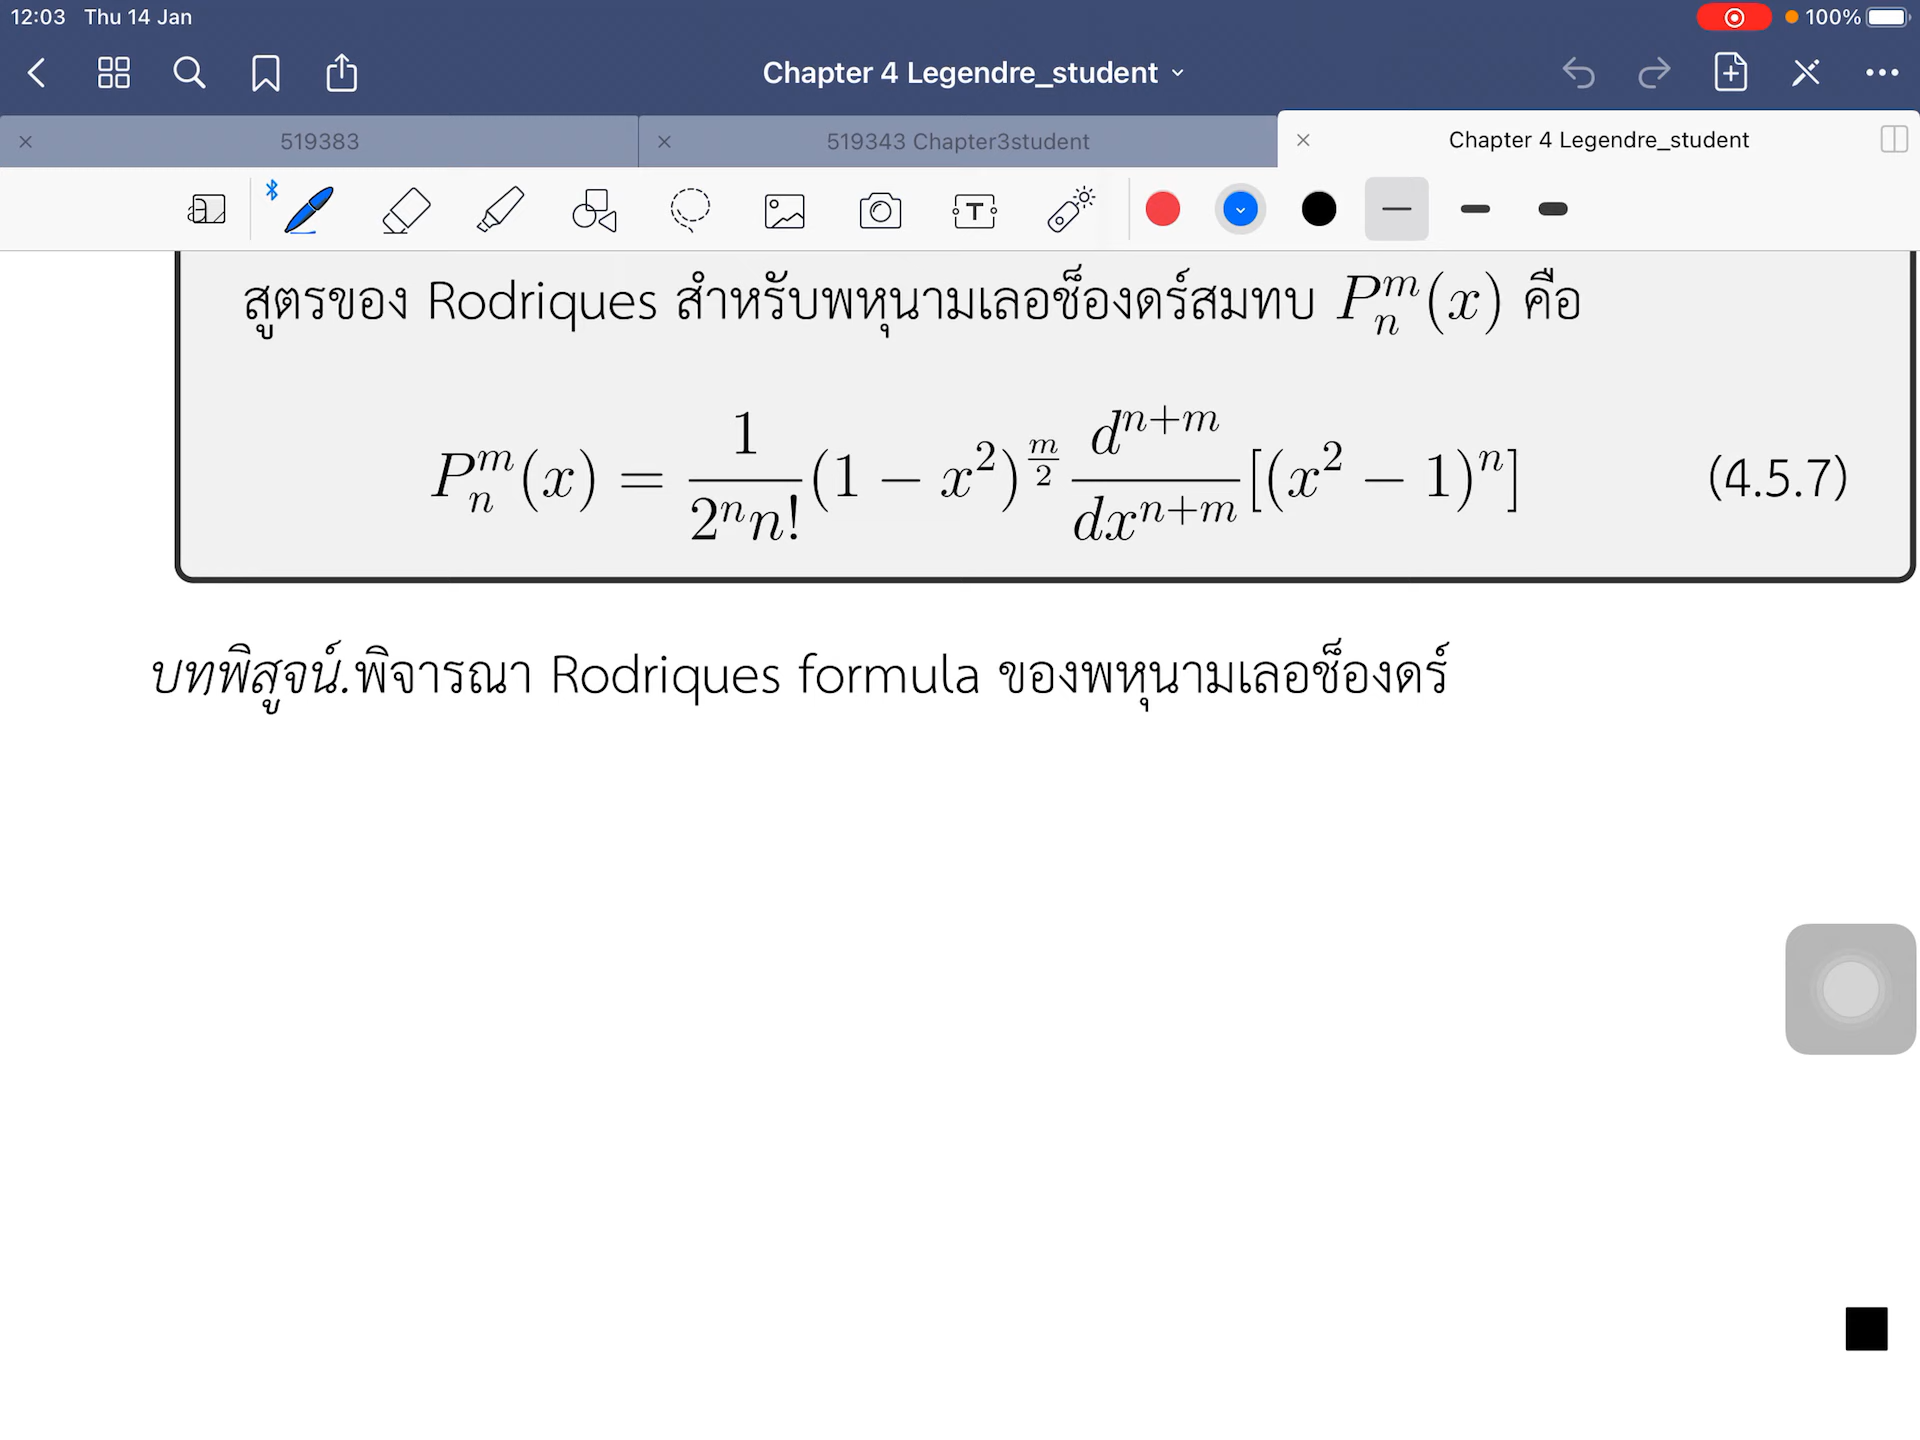 12:03 Thu 14 Jan 100%
Chapter 4 Legendre_student
519383 519343 Chapter3student Chapter 4 Legendre_student
สูตรของ Rodriques สำหรับพหุนามเลอช็องดร์สมทบ P_n^m(x) คือ
P_n^m(x) = \frac{1}{2^n n!}(1 - x^2)^{\frac{m}{2}} \frac{d^{n+m}}{dx^{n+m}}[(x^2 - 1)^n] (4.5.7)
บทพิสูจน์.พิจารณา Rodriques formula ของพหุนามเลอช็องดร์